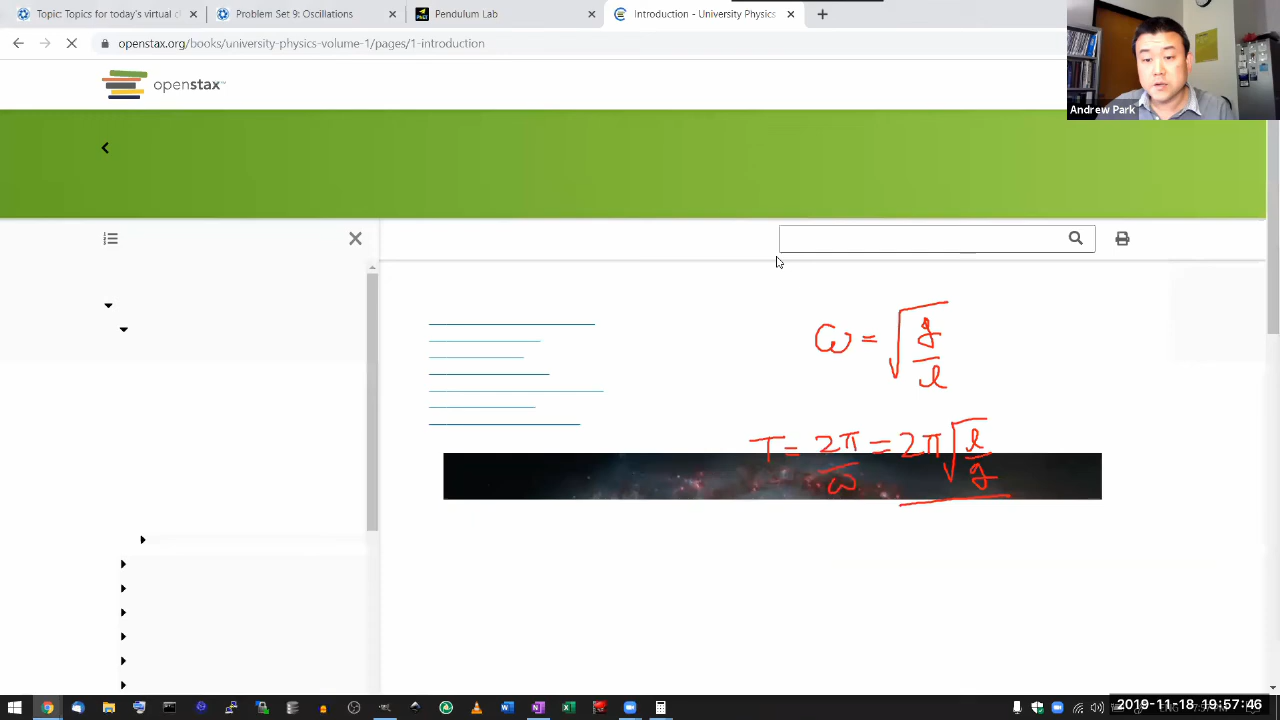 Topic: Topics for today's virtual c
Problem Set 9: Oscillations
Pendulum Lab
Introduction - University Physics
openstax.org/books/university-physics-volume-1/pages/1-introduction
openstax™
Andrew Park
ω = √(g/l)
T = 2π/ω = 2π√(l/g)
2019-11-18 19:57:46